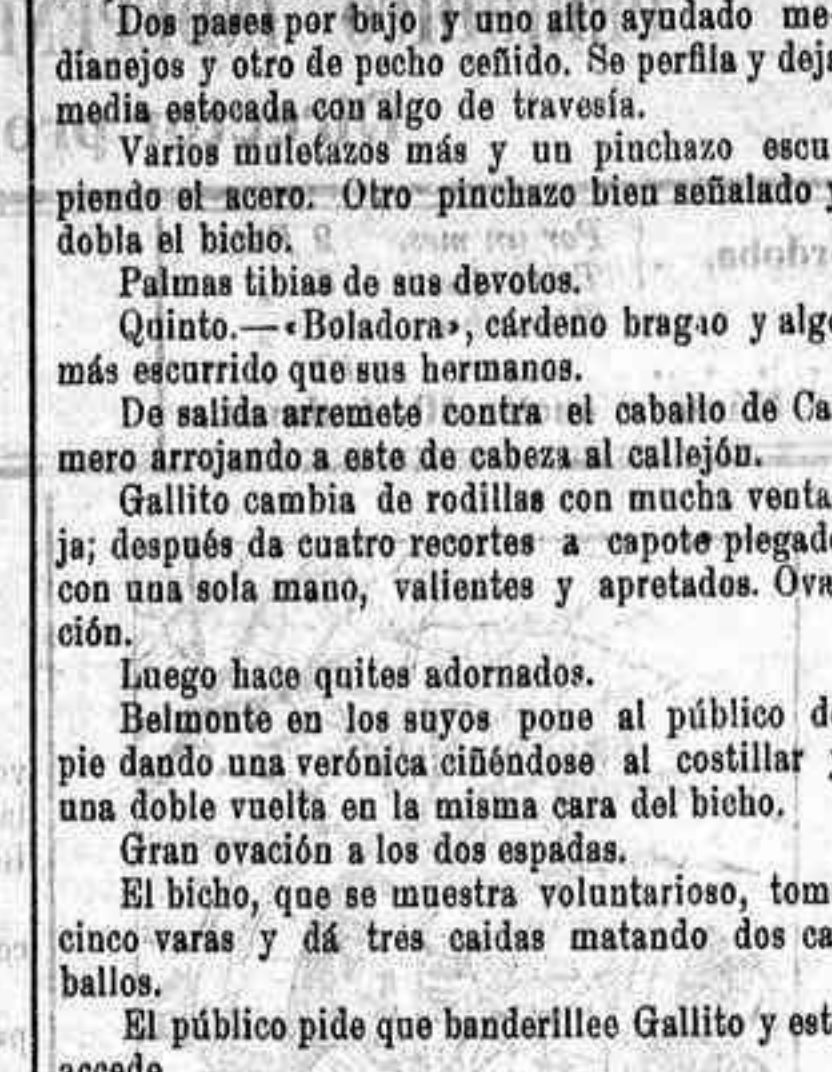 Dos pases por bajo y uno alto ayudado me-
dianejos y otro de pecho ceñido. Se perfila y deja
media estocada con algo de travesía.
Varios muletazos más y un pinchazo escu-
piendo el acero. Otro pinchazo bien señalado y
dobla el bicho.
Palmas tibias de sus devotos.
Quinto.—«Boladora», cárdeno bragao y algo
más escurrido que sus hermanos.
De salida arremete contra el caballo de Ca-
mero arrojando a este de cabeza al callejón.
Gallito cambia de rodillas con mucha venta-
ja; después da cuatro recortes a capote plegado
con una sola mano, valientes y apretados. Ova-
ción.
Luego hace quites adornados.
Belmonte en los suyos pone al público d
pie dando una verónica ciñéndose al costillar y
una doble vuelta en la misma cara del bicho.
Gran ovación a los dos espadas.
El bicho, que se muestra voluntarioso, tom
cinco varas y dá tres caidas matando dos ca-
ballos.
El público pide que banderillee Gallito y est
accede